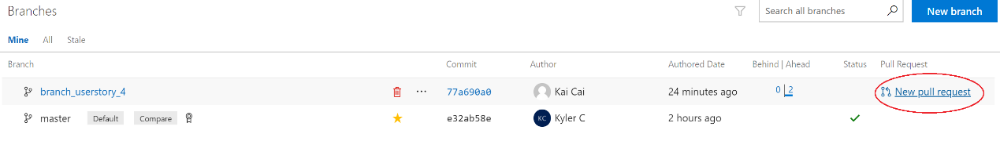 Branches
Search all branches
New branch
Mine All Stale
Branch Commit Author Authored Date Behind | Ahead Status Pull Request
branch_userstory_4 ... 77a690a0 Kai Cai 24 minutes ago 0 2 New pull request
master Default Compare e32ab58e KC Kyler C 2 hours ago